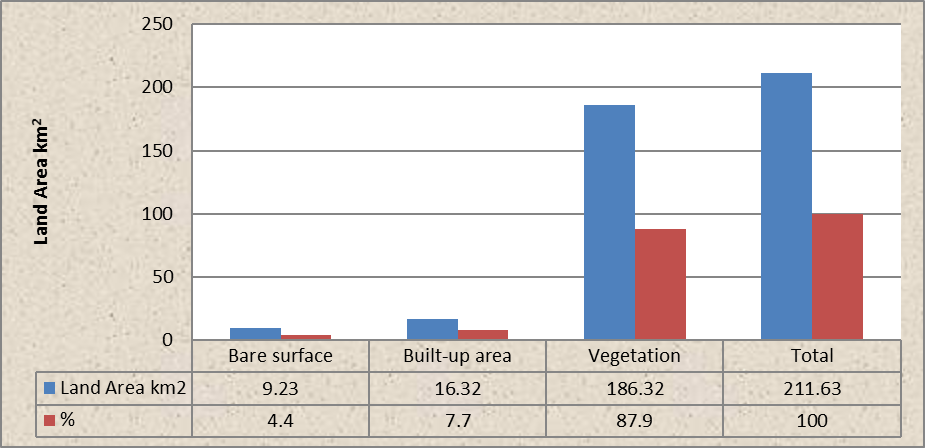 250
200
150
100
50
0
Land Area km²
Bare surface Built-up area Vegetation Total
Land Area km2 9.23 16.32 186.32 211.63
% 4.4 7.7 87.9 100